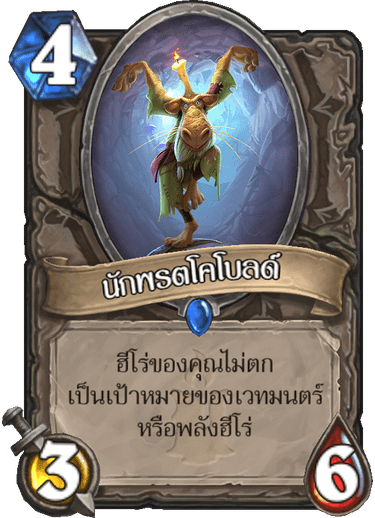 4
นักพรตโคโบลด์
ฮีโร่ของคุณไม่ตก
เป็นเป้าหมายของเวทมนตร์
หรือพลังฮีโร่
3
6